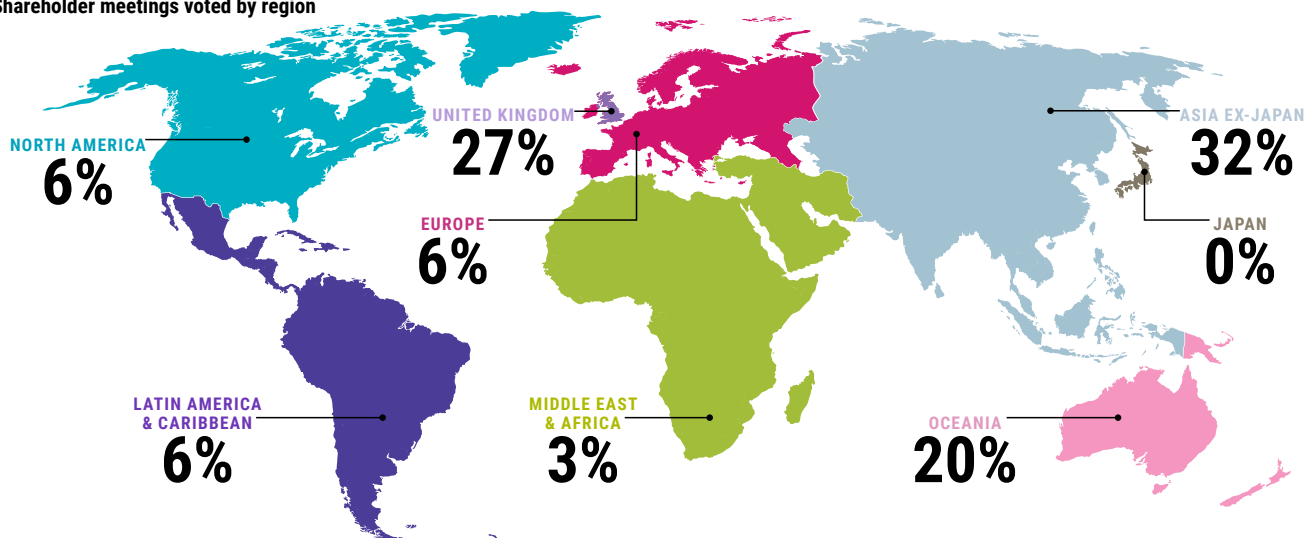 Shareholder meetings voted by region
UNITED KINGDOM
27%
ASIA EX-JAPAN
32%
NORTH AMERICA
6%
EUROPE
6%
JAPAN
0%
LATIN AMERICA
& CARIBBEAN
6%
MIDDLE EAST
& AFRICA
3%
OCEANIA
20%